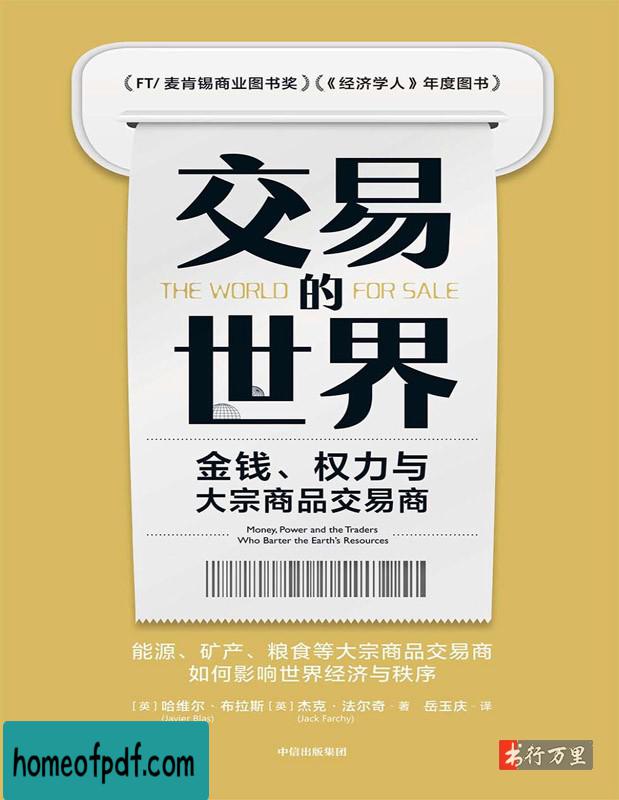 《FT/麦肯锡商业图书奖》《《经济学人》年度图书》
交易
THE WORLD 的 FOR SALE
世界
金钱、权力与
大宗商品交易商
Money, Power and the Traders
Who Barter the Earth's Resources
能源、矿产、粮食等大宗商品交易商
如何影响世界经济与秩序
［英］哈维尔·布拉斯［英］杰克·法尔奇-著 岳玉庆-译
(Javier Blas) (Jack Farchy)
中信出版集团
homeofpdf.com
书行万里